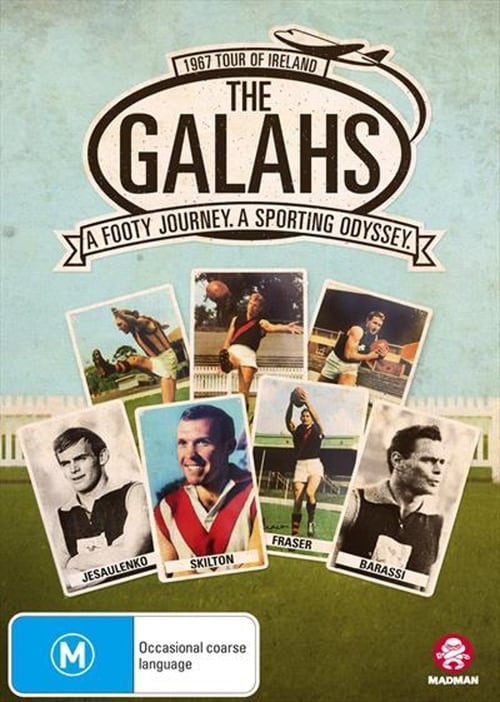 1967 TOUR OF IRELAND
THE
GALAHS
A FOOTY JOURNEY. A SPORTING ODYSSEY.
JESAULENKO
SKILTON
FRASER
BARASSI
M
Occasional coarse
language
MADMAN